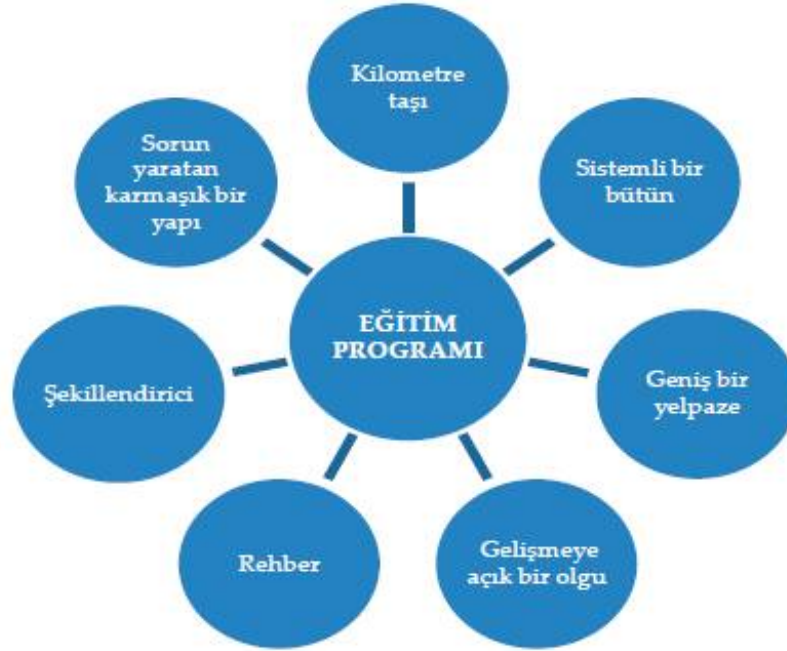 Kilometre
taşı
Sistemli bir
bütün
Geniş bir
yelpaze
Gelişmeye
açık bir olgu
Rehber
Şekillendirici
Sorun
yaratan
karmaşık bir
yapı
EĞİTİM
PROGRAMI